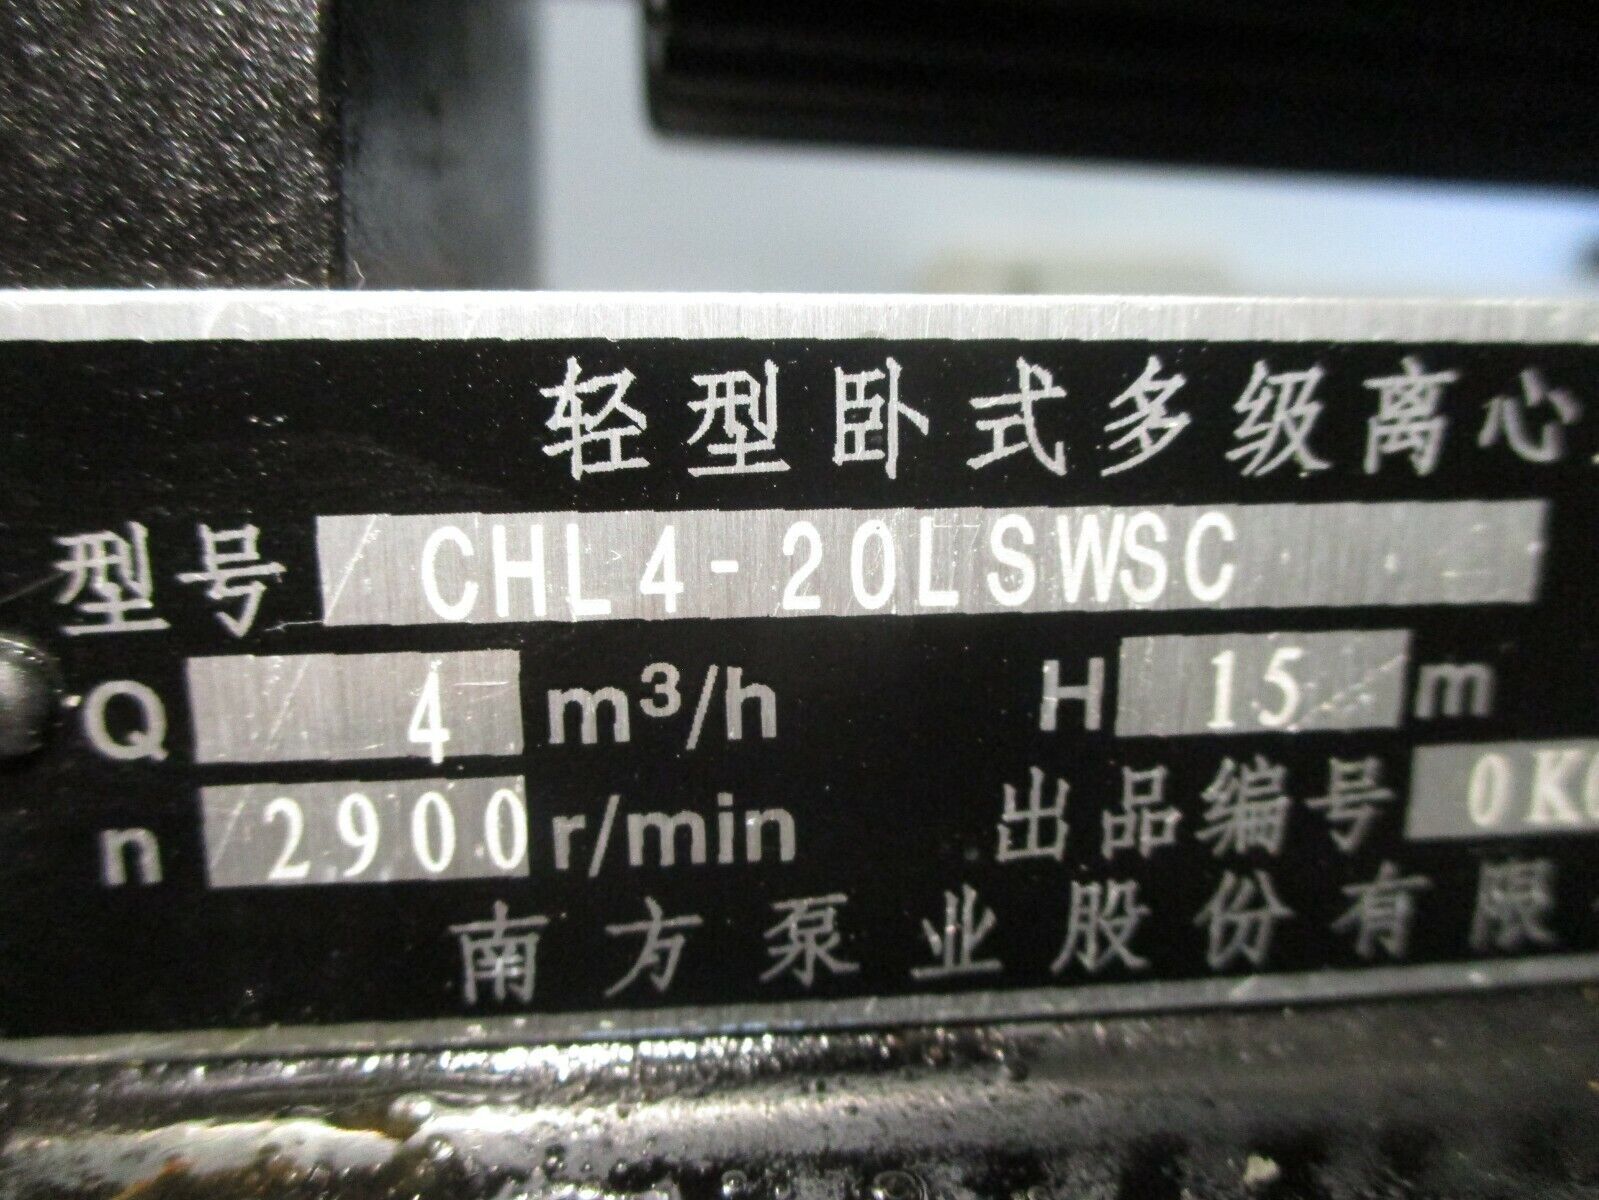 轻型卧式多级离心
型号 CHL4-20LSWSC
Q 4 m³/h H 15 m
n 2900 r/min 出品编号 0K
南方泵业股份有限